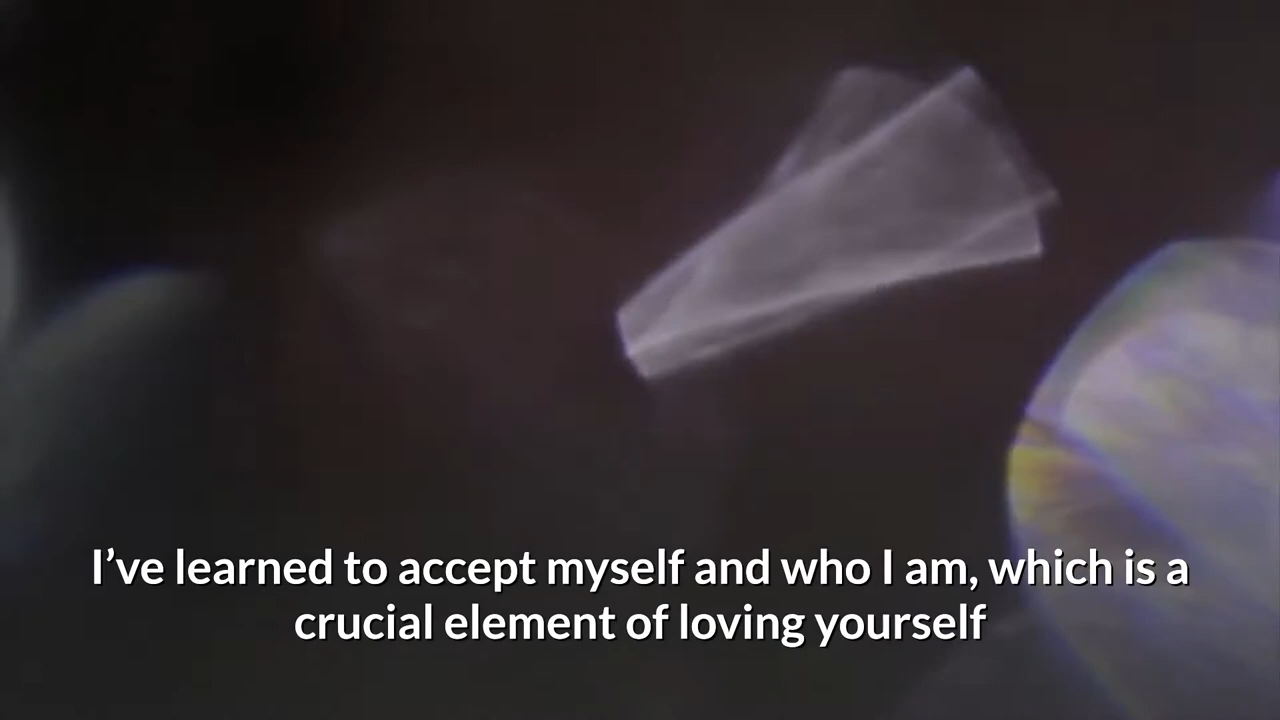 I’ve learned to accept myself and who I am, which is a
crucial element of loving yourself